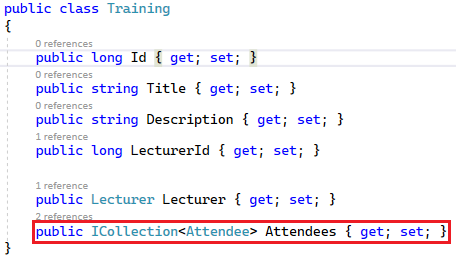 public class Training
{
0 references
public long Id { get; set; }
0 references
public string Title { get; set; }
0 references
public string Description { get; set; }
1 reference
public long LecturerId { get; set; }
1 reference
public Lecturer Lecturer { get; set; }
2 references
public ICollection<Attendee> Attendees { get; set; }
}